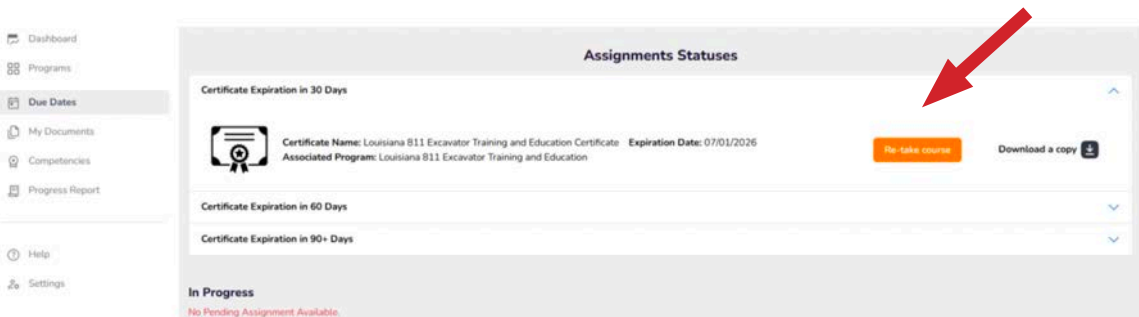 Dashboard
Programs
Due Dates
My Documents
Competencies
Progress Report
Help
Settings
Assignments Statuses
Certificate Expiration in 30 Days
Certificate Name: Louisiana 811 Excavator Training and Education Certificate Expiration Date: 07/01/2026
Associated Program: Louisiana 811 Excavator Training and Education
Re-take course
Download a copy
Certificate Expiration in 60 Days
Certificate Expiration in 90+ Days
In Progress
No Pending Assignment Available.